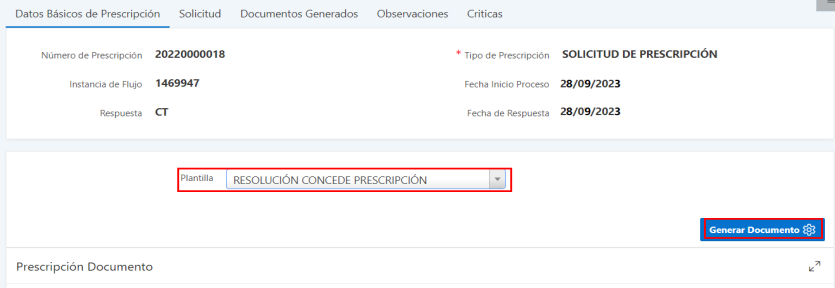 Datos Básicos de Prescripción Solicitud Documentos Generados Observaciones Criticas
Número de Prescripción 20220000018 * Tipo de Prescripción SOLICITUD DE PRESCRIPCIÓN
Instancia de Flujo 1469947 Fecha Inicio Proceso 28/09/2023
Respuesta CT Fecha de Respuesta 28/09/2023
Plantilla RESOLUCIÓN CONCEDE PRESCRIPCIÓN
Generar Documento
Prescripción Documento